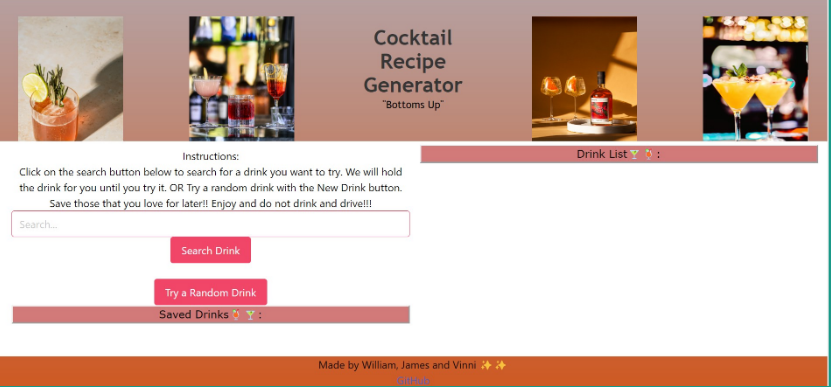 Cocktail
Recipe
Generator
"Bottoms Up"
Instructions:
Click on the search button below to search for a drink you want to try. We will hold
the drink for you until you try it. OR Try a random drink with the New Drink button.
Save those that you love for later!! Enjoy and do not drink and drive!!!
Search...
Search Drink
Try a Random Drink
Saved Drinks🍹🍸:
Drink List🍸🍹:
Made by William, James and Vinni ✨✨
GitHub